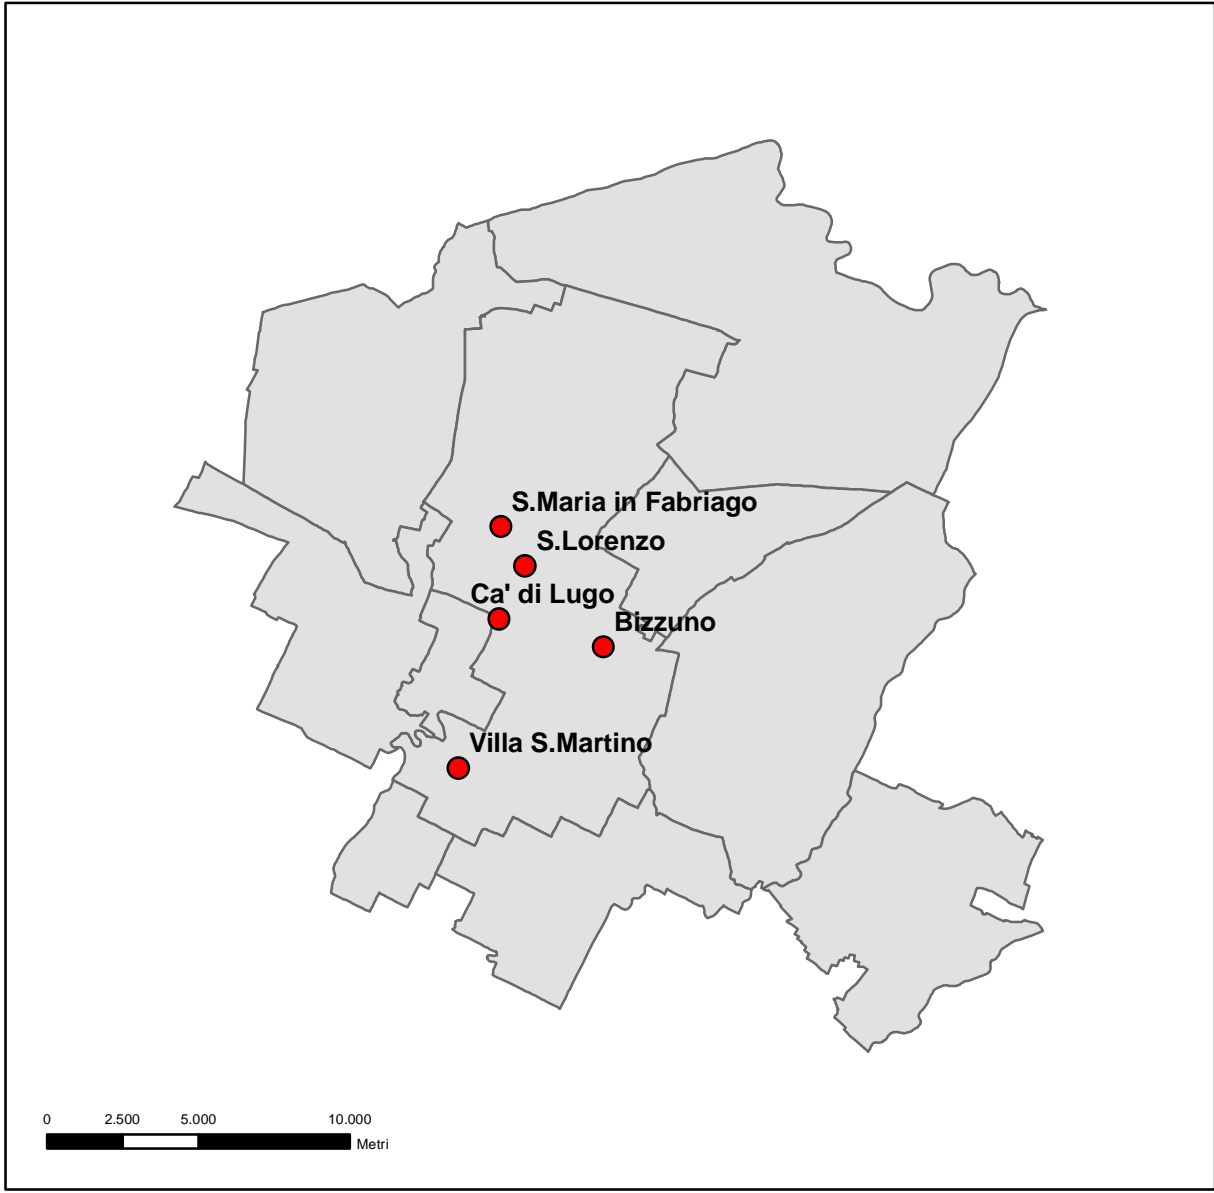 S.Maria in Fabriago
S.Lorenzo
Ca' di Lugo
Bizzuno
Villa S.Martino
0 2.500 5.000 10.000
Metri